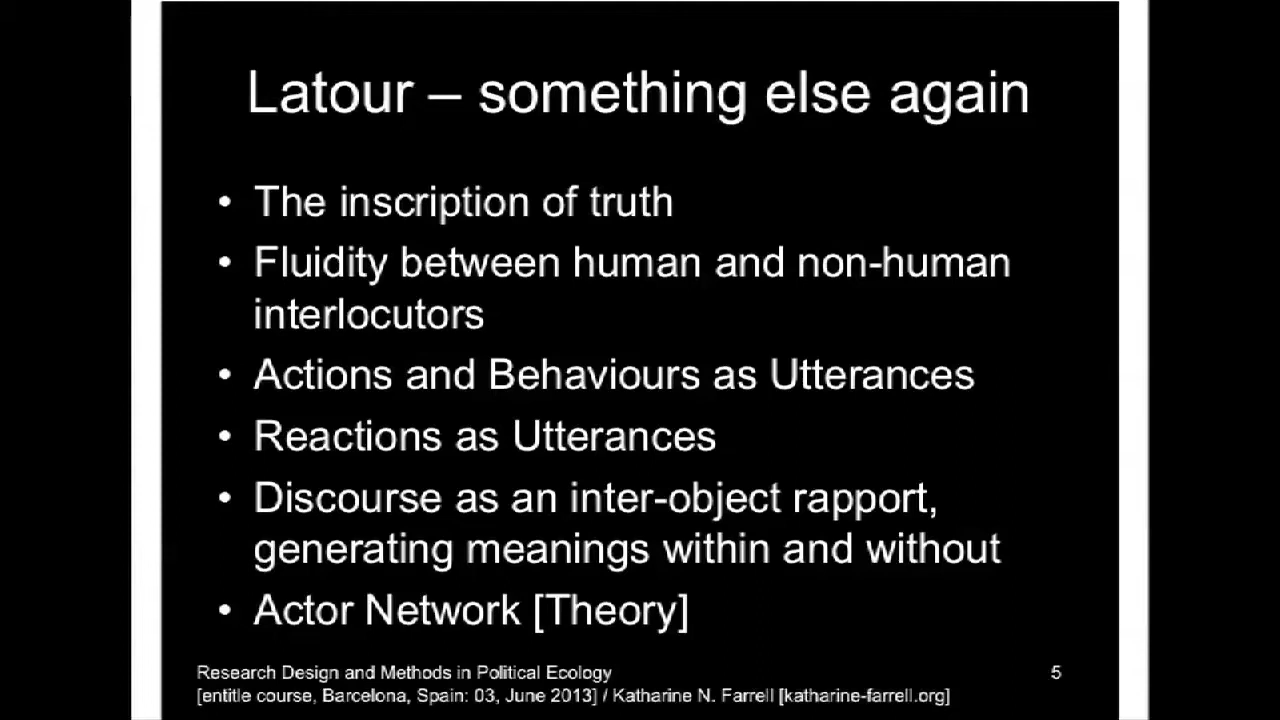 Latour – something else again
• The inscription of truth
• Fluidity between human and non-human
interlocutors
• Actions and Behaviours as Utterances
• Reactions as Utterances
• Discourse as an inter-object rapport,
generating meanings within and without
• Actor Network [Theory]
Research Design and Methods in Political Ecology
5
[entitle course, Barcelona, Spain: 03, June 2013] / Katharine N. Farrell [katharine-farrell.org]